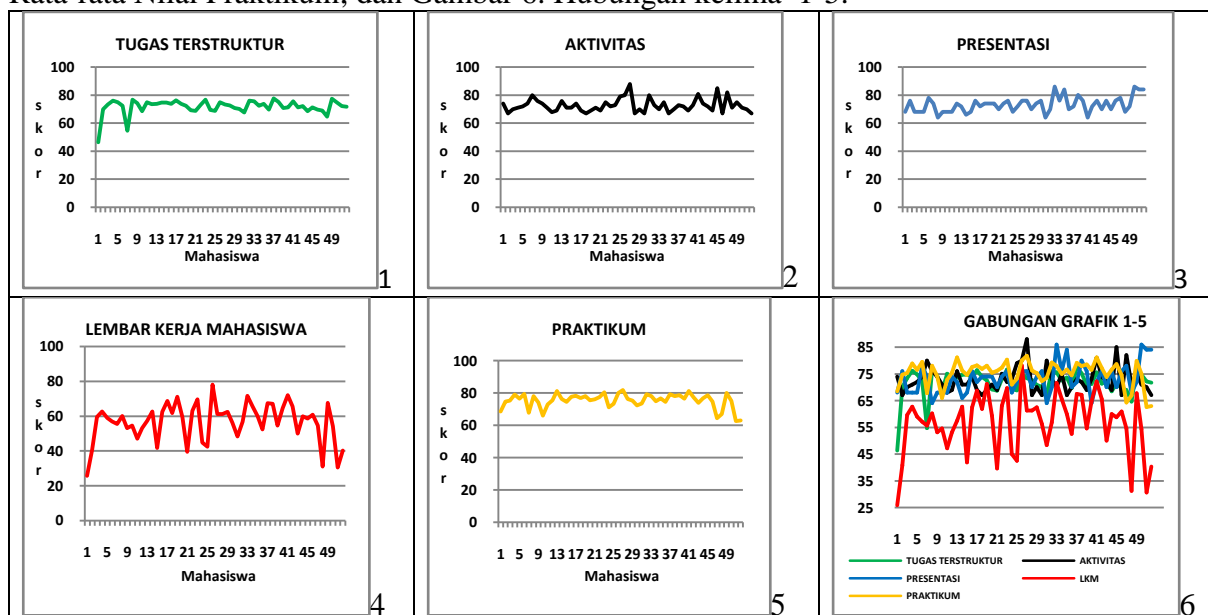 Rata-rata Nilai Praktikum, dan Gambar 6. Hubungan kelima 1-5.
TUGAS TERSTRUKTUR
100
80
60
40
20
0
s
k
o
r
1 5 9 13 17 21 25 29 33 37 41 45 49
Mahasiswa
1
AKTIVITAS
100
80
60
40
20
0
s
k
o
r
1 5 9 13 17 21 25 29 33 37 41 45 49
Mahasiswa
2
PRESENTASI
100
80
60
40
20
0
s
k
o
r
1 5 9 13 17 21 25 29 33 37 41 45 49
Mahasiswa
3
LEMBAR KERJA MAHASISWA
100
80
60
40
20
0
s
k
o
r
1 5 9 13 17 21 25 29 33 37 41 45 49
Mahasiswa
4
PRAKTIKUM
100
80
60
40
20
0
s
k
o
r
1 5 9 13 17 21 25 29 33 37 41 45 49
Mahasiswa
5
GABUNGAN GRAFIK 1-5
85
75
65
55
45
35
25
1 5 9 13 17 21 25 29 33 37 41 45 49
TUGAS TERSTRUKTUR AKTIVITAS
PRESENTASI LKM
PRAKTIKUM
6